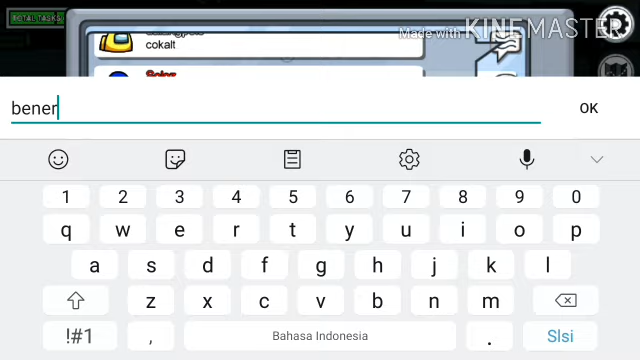 TOTAL TASKS
Made with KINEMASTER
cokalt
bener
OK
1 2 3 4 5 6 7 8 9 0
q w e r t y u i o p
a s d f g h j k l
z x c v b n m
!#1 , Bahasa Indonesia . Slsi